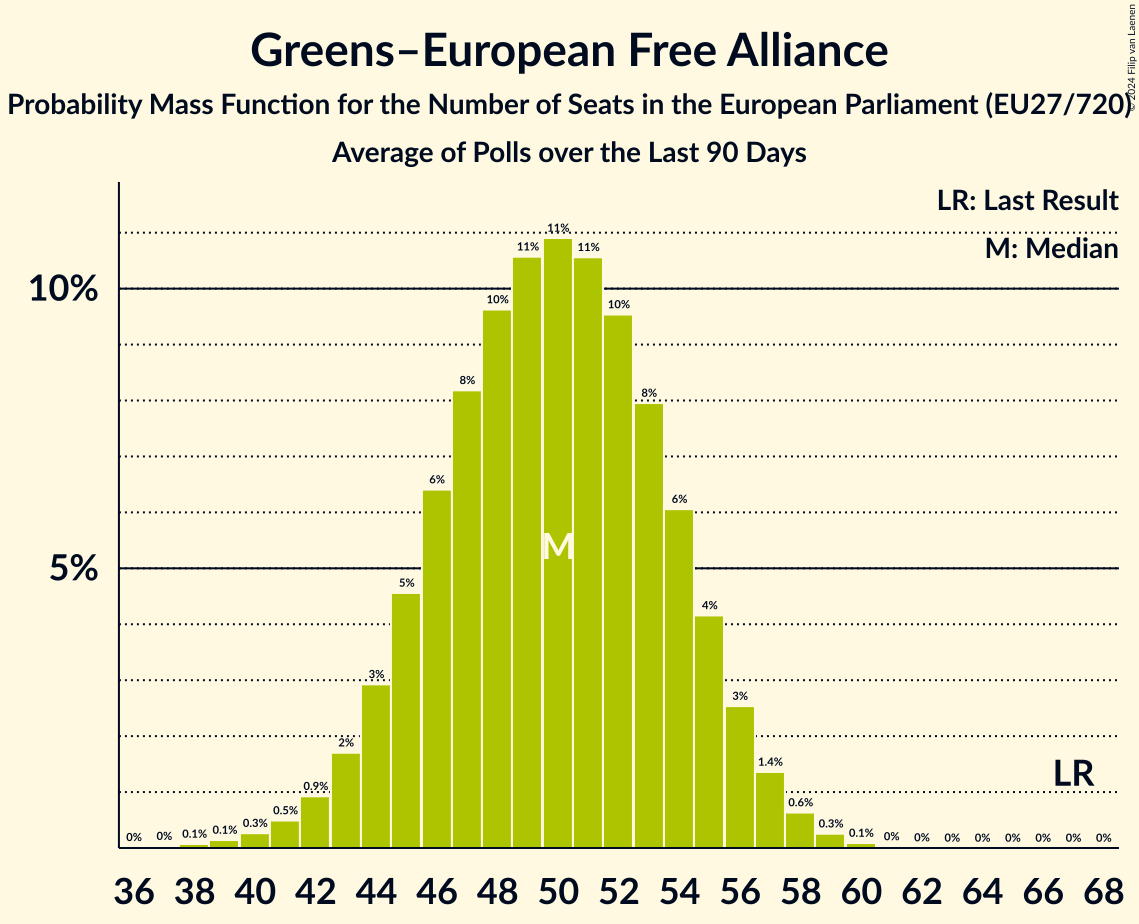 Greens–European Free Alliance
Probability Mass Function for the Number of Seats in the European Parliament (EU27/720)
Average of Polls over the Last 90 Days
© 2024 Filip van Laenen
LR: Last Result
M: Median
10%
5%
0% 0% 0.1% 0.1% 0.3% 0.5% 0.9% 2% 3% 5% 6% 8% 10% 11% 11% 11% 10% 8% 6% 4% 3% 1.4% 0.6% 0.3% 0.1% 0% 0% 0% 0% 0% 0% 0% 0%
M
LR
36 38 40 42 44 46 48 50 52 54 56 58 60 62 64 66 68